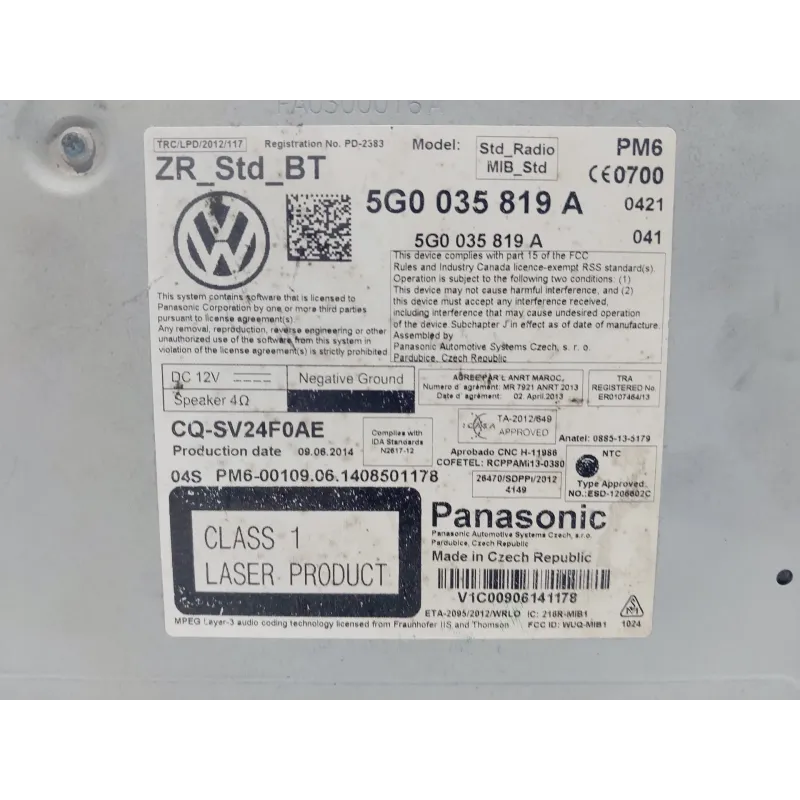 TRC/LPD/2012/117
Registration No. PD-2383
Model:
Std_Radio
MIB_Std
PM6
ZR_Std_BT
CE0700
5G0 035 819 A
0421
5G0 035 819 A
041
This device complies with part 15 of the FCC
Rules and Industry Canada licence-exempt RSS standard(s).
Operation is subject to the following two conditions: (1)
This device may not cause harmful interference, and (2)
this device must accept any interference received,
including interference that may cause undesired operation
of the device Subchapter J in effect as of date of manufacture.
Assembled by
Panasonic Automotive Systems Czech, s. r. o.
Pardubice, Czech Republic
This system contains software that is licensed to
Panasonic Corporation by one or more third parties
pursuant to license agreement(s).
Any removal, reproduction, reverse engineering or other
unauthorized use of the software from this system in
violation of the license agreement(s) is strictly prohibited
DC 12V
Negative Ground
Speaker 4Ω
AGREE PAR L ANRT MAROC,
Numero d´agrément: MR 7921 ANRT 2013
Date d´agrément: 02 April.2013
TRA
REGISTERED No.
ER0107464/13
CQ-SV24F0AE
Production date 09.06.2014
Complies with
IDA Standards
N2617-12
TA-2012/649
APPROVED
Anatel: 0885-13-5179
Aprobado CNC H-11986
COFETEL: RCPPAMI13-0380
NTC
Type Approved
NO.:ESD-1206602C
04S PM6-00109.06.1408501178
26470/SDPPI/2012
4149
CLASS 1
LASER PRODUCT
Panasonic
Panasonic Automotive Systems Czech, s.r.o.
Pardubice, Czech Republic
Made in Czech Republic
V1C00906141178
ETA-2095/2012/WRLO IC: 216R-MIB1
MPEG Layer-3 audio coding technology licensed from Fraunhofer IIS and Thomson
FCC ID: WUQ-MIB1
1024